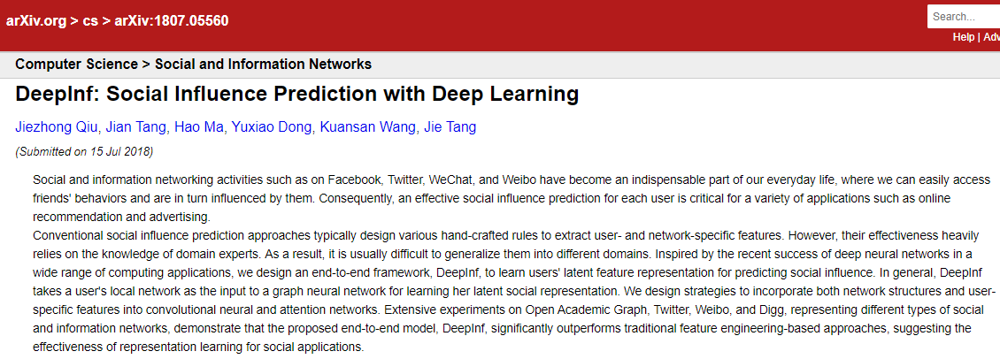 arXiv.org > cs > arXiv:1807.05560
Search...
Help | Adv
Computer Science > Social and Information Networks
DeepInf: Social Influence Prediction with Deep Learning
Jiezhong Qiu, Jian Tang, Hao Ma, Yuxiao Dong, Kuansan Wang, Jie Tang
(Submitted on 15 Jul 2018)
Social and information networking activities such as on Facebook, Twitter, WeChat, and Weibo have become an indispensable part of our everyday life, where we can easily access
friends' behaviors and are in turn influenced by them. Consequently, an effective social influence prediction for each user is critical for a variety of applications such as online
recommendation and advertising.
Conventional social influence prediction approaches typically design various hand-crafted rules to extract user- and network-specific features. However, their effectiveness heavily
relies on the knowledge of domain experts. As a result, it is usually difficult to generalize them into different domains. Inspired by the recent success of deep neural networks in a
wide range of computing applications, we design an end-to-end framework, DeepInf, to learn users' latent feature representation for predicting social influence. In general, DeepInf
takes a user's local network as the input to a graph neural network for learning her latent social representation. We design strategies to incorporate both network structures and user-
specific features into convolutional neural and attention networks. Extensive experiments on Open Academic Graph, Twitter, Weibo, and Digg, representing different types of social
and information networks, demonstrate that the proposed end-to-end model, DeepInf, significantly outperforms traditional feature engineering-based approaches, suggesting the
effectiveness of representation learning for social applications.